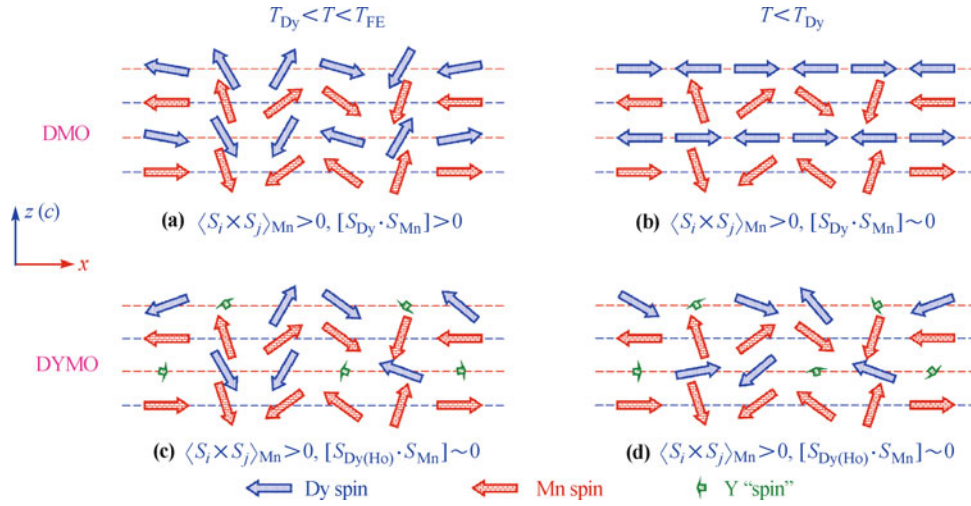 T_Dy < T < T_FE
T < T_Dy
DMO
(a) ⟨S_i × S_j⟩_Mn > 0, [S_Dy · S_Mn] > 0
(b) ⟨S_i × S_j⟩_Mn > 0, [S_Dy · S_Mn] ~ 0
z (c)
x
DYMO
(c) ⟨S_i × S_j⟩_Mn > 0, [S_Dy(Ho) · S_Mn] ~ 0
(d) ⟨S_i × S_j⟩_Mn > 0, [S_Dy(Ho) · S_Mn] ~ 0
Dy spin
Mn spin
Y “spin”